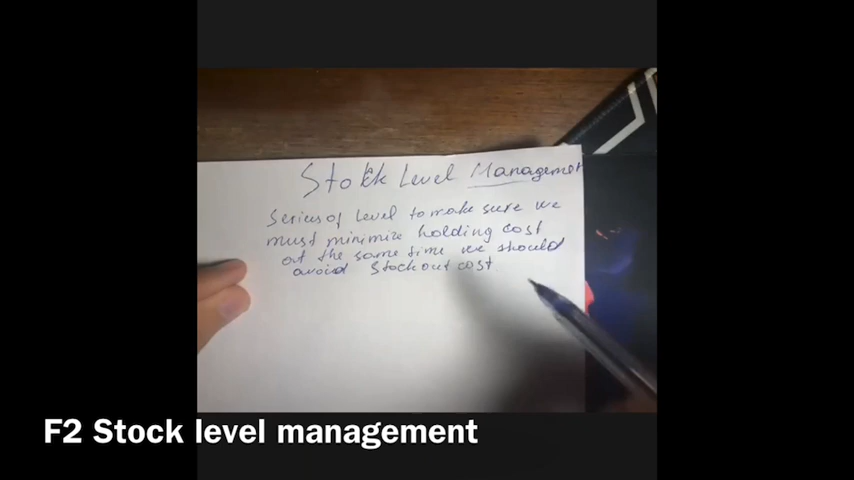 Stokk Level Management
Series of level to make sure we
must minimize holding cost
at the same time we should
avoid Stockout cost
F2 Stock level management